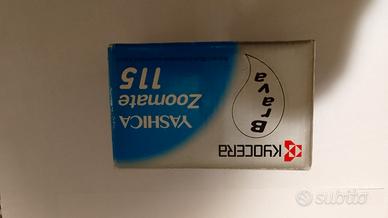 KYOCERA
Brava
YASHICA
Zoomate
115
subito